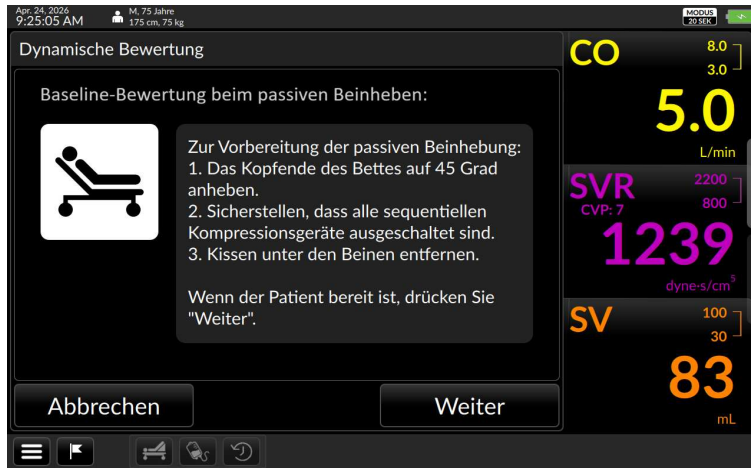 Apr. 24, 2026
9:25:05 AM
M, 75 Jahre
175 cm, 75 kg
MODUS
20 SEK
Dynamische Bewertung
Baseline-Bewertung beim passiven Beinheben:
Zur Vorbereitung der passiven Beinhebung:
1. Das Kopfende des Bettes auf 45 Grad
anheben.
2. Sicherstellen, dass alle sequentiellen
Kompressionsgeräte ausgeschaltet sind.
3. Kissen unter den Beinen entfernen.
Wenn der Patient bereit ist, drücken Sie
"Weiter".
Abbrechen
Weiter
CO
8.0
3.0
5.0
L/min
SVR
2200
CVP: 7
800
1239
dyne·s/cm⁵
SV
100
30
83
mL